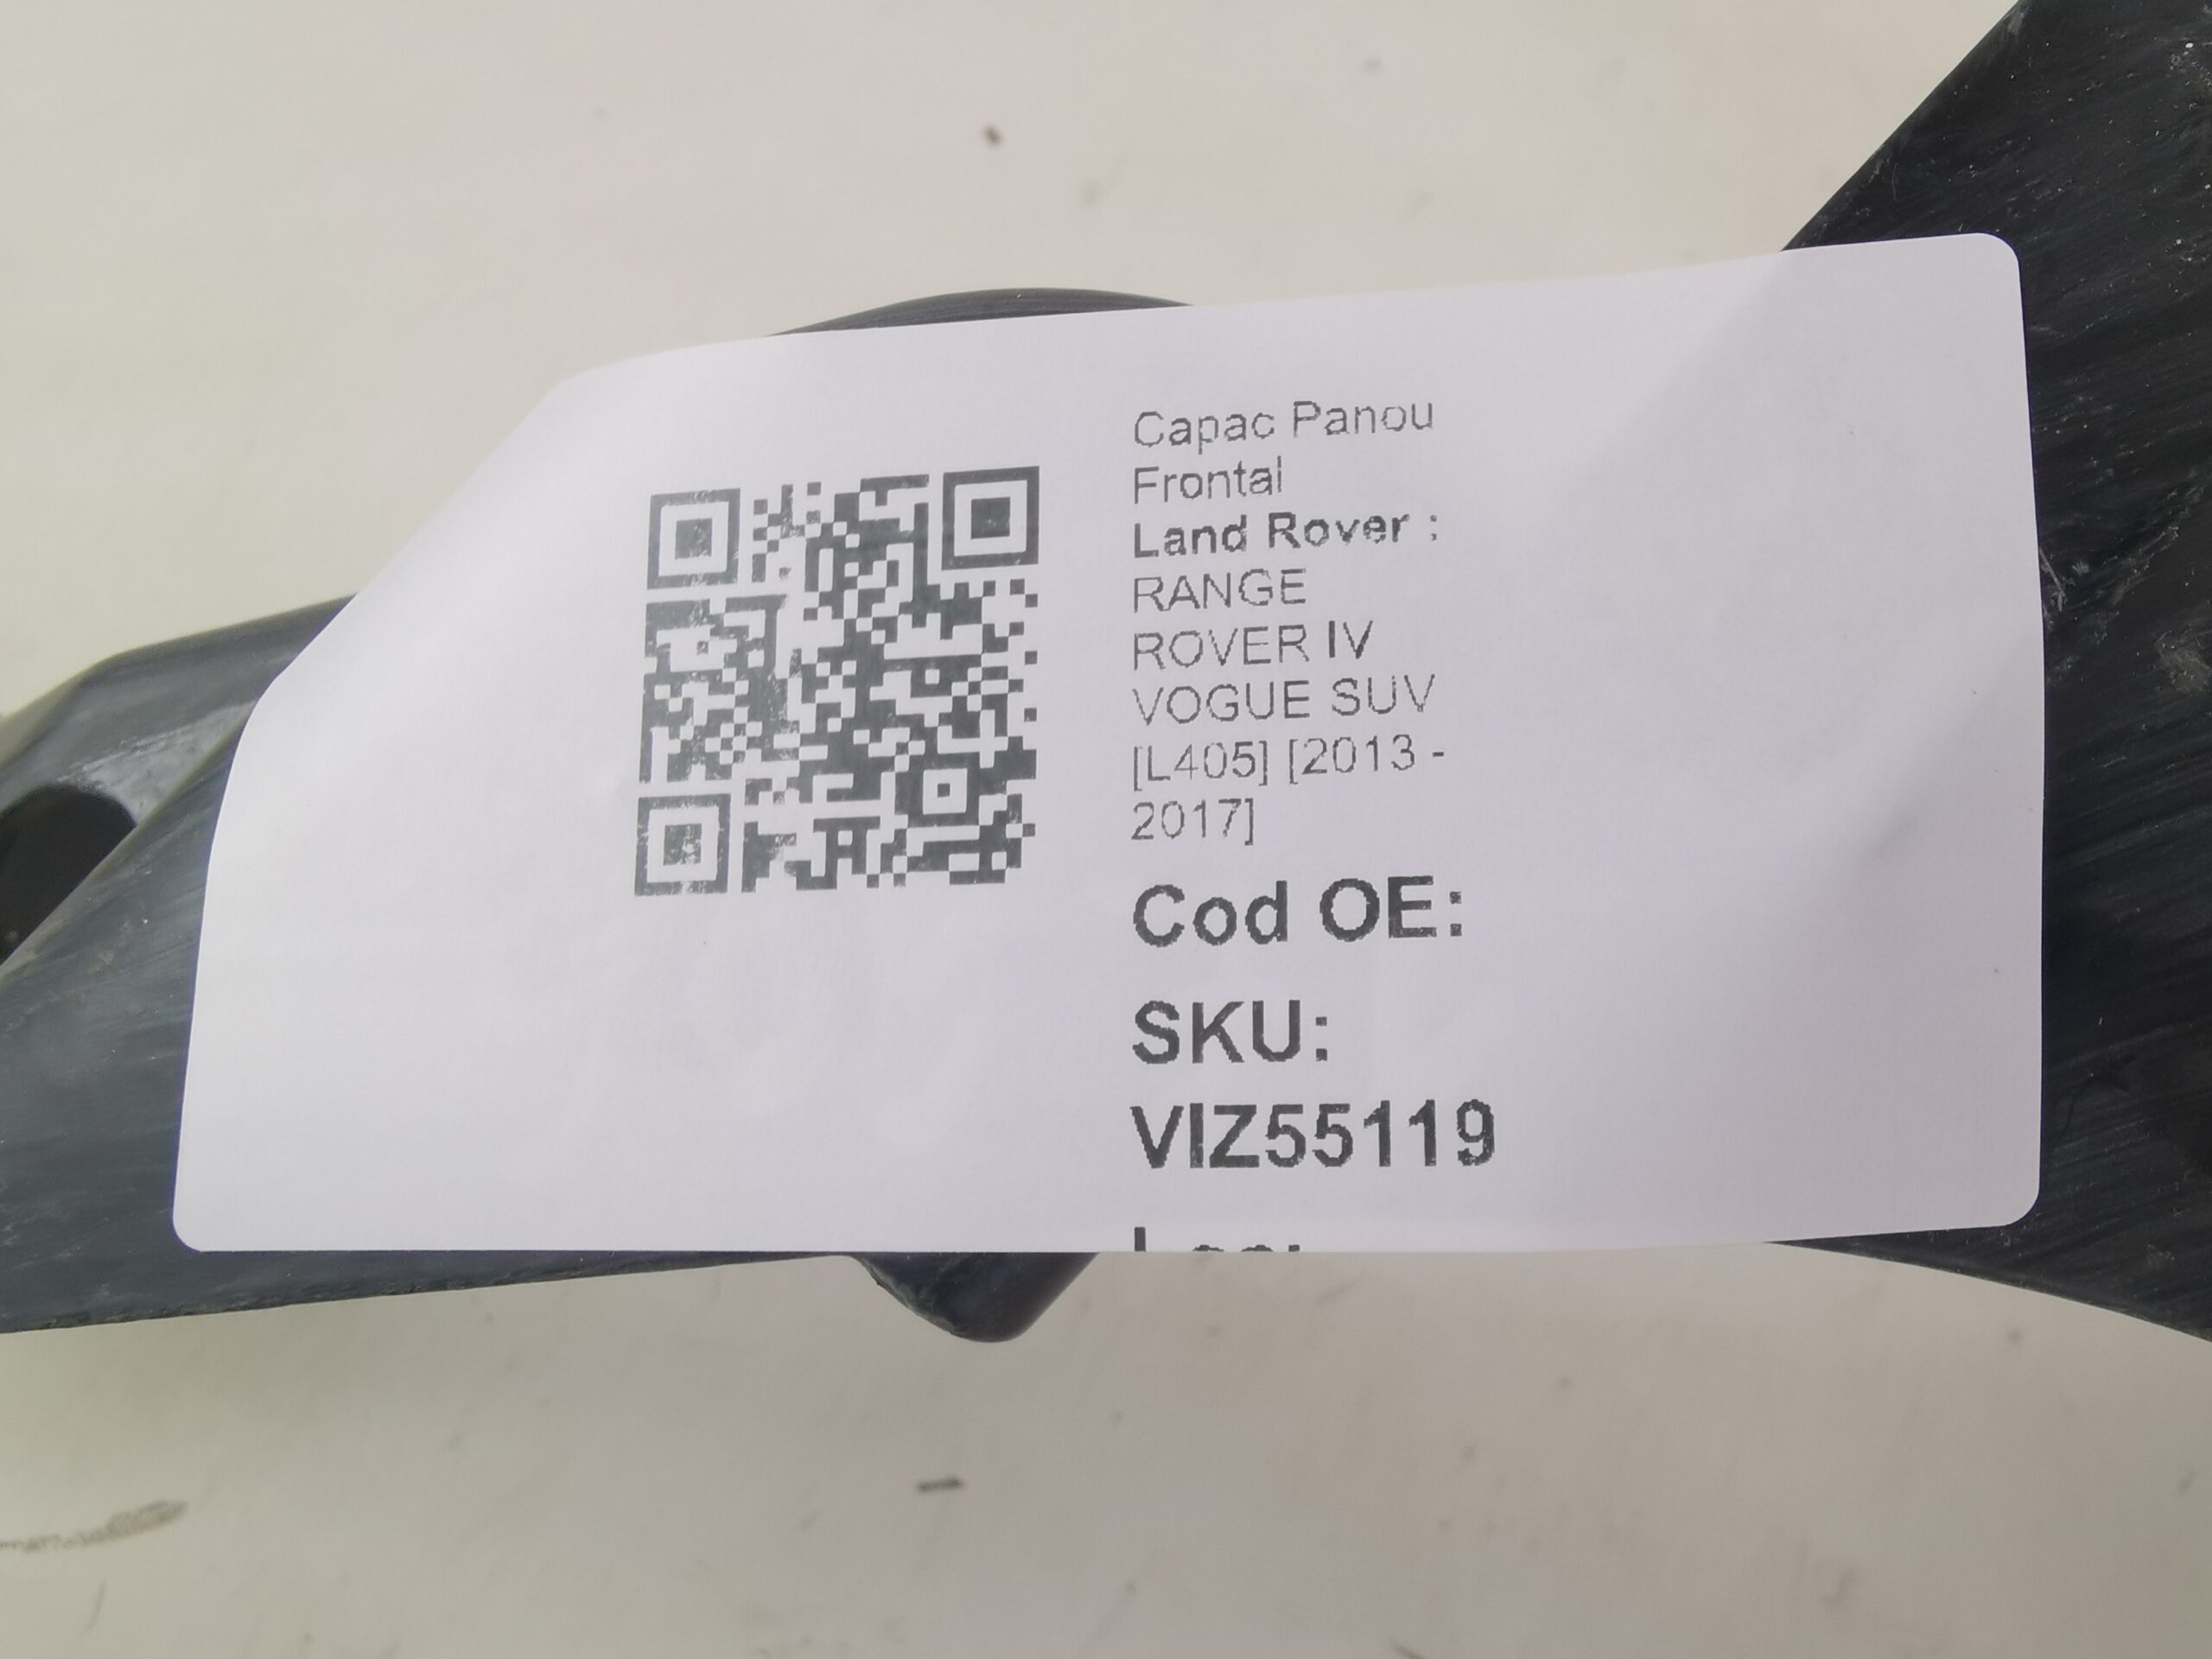 Capac Panou
Frontal
Land Rover :
RANGE
ROVER IV
VOGUE SUV
[L405] [2013 -
2017]
Cod OE:
SKU:
VIZ55119